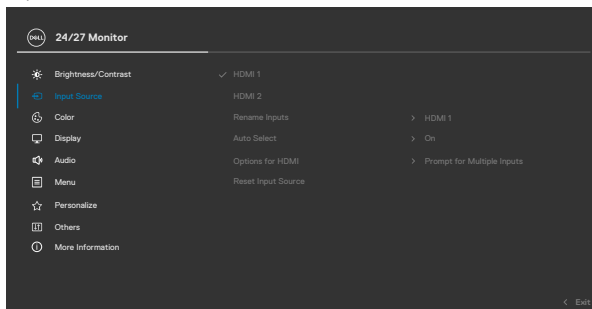 DELL 24/27 Monitor
Brightness/Contrast ✓ HDMI 1
Input Source HDMI 2
Color Rename Inputs > HDMI 1
Display Auto Select > On
Audio Options for HDMI > Prompt for Multiple Inputs
Menu Reset Input Source
Personalize
Others
More Information
< Exit